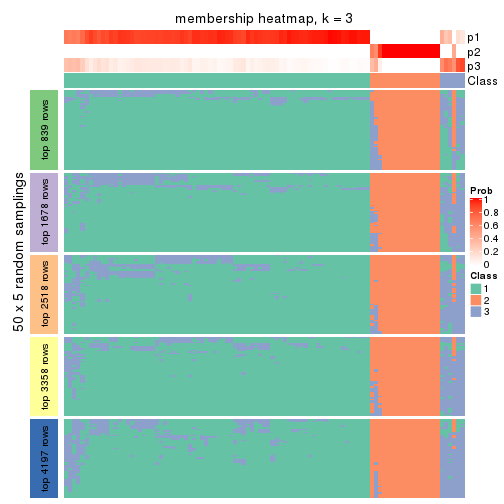 membership heatmap, k = 3
p1
p2
p3
Class
50 x 5 random samplings
top 839 rows
top 1678 rows
top 2518 rows
top 3358 rows
top 4197 rows
Prob
1
0.8
0.6
0.4
0.2
0
Class
1
2
3